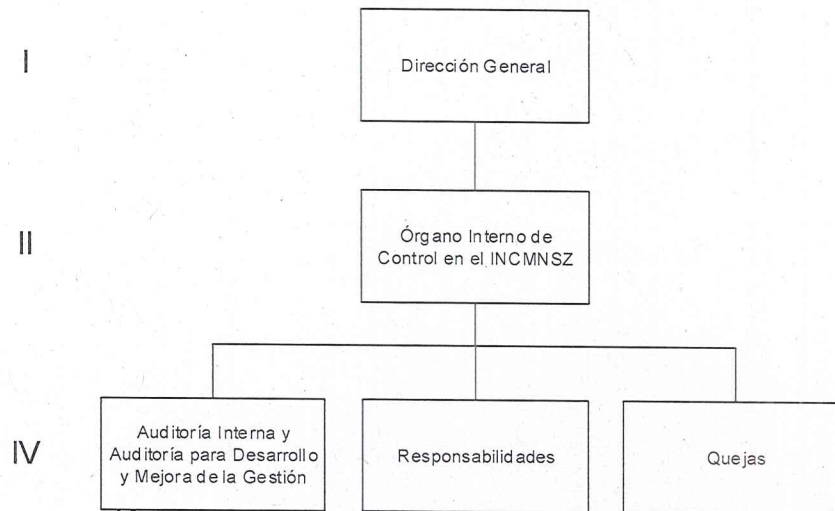 I
Dirección General
II
Órgano Interno de
Control en el INCMNSZ
IV
Auditoría Interna y
Auditoría para Desarrollo
y Mejora de la Gestión
Responsabilidades
Quejas